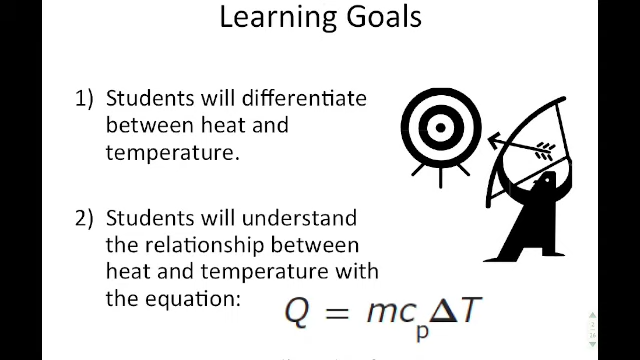 Learning Goals
1) Students will differentiate
between heat and
temperature.
2) Students will understand
the relationship between
heat and temperature with
the equation:
Q = mc_pΔT